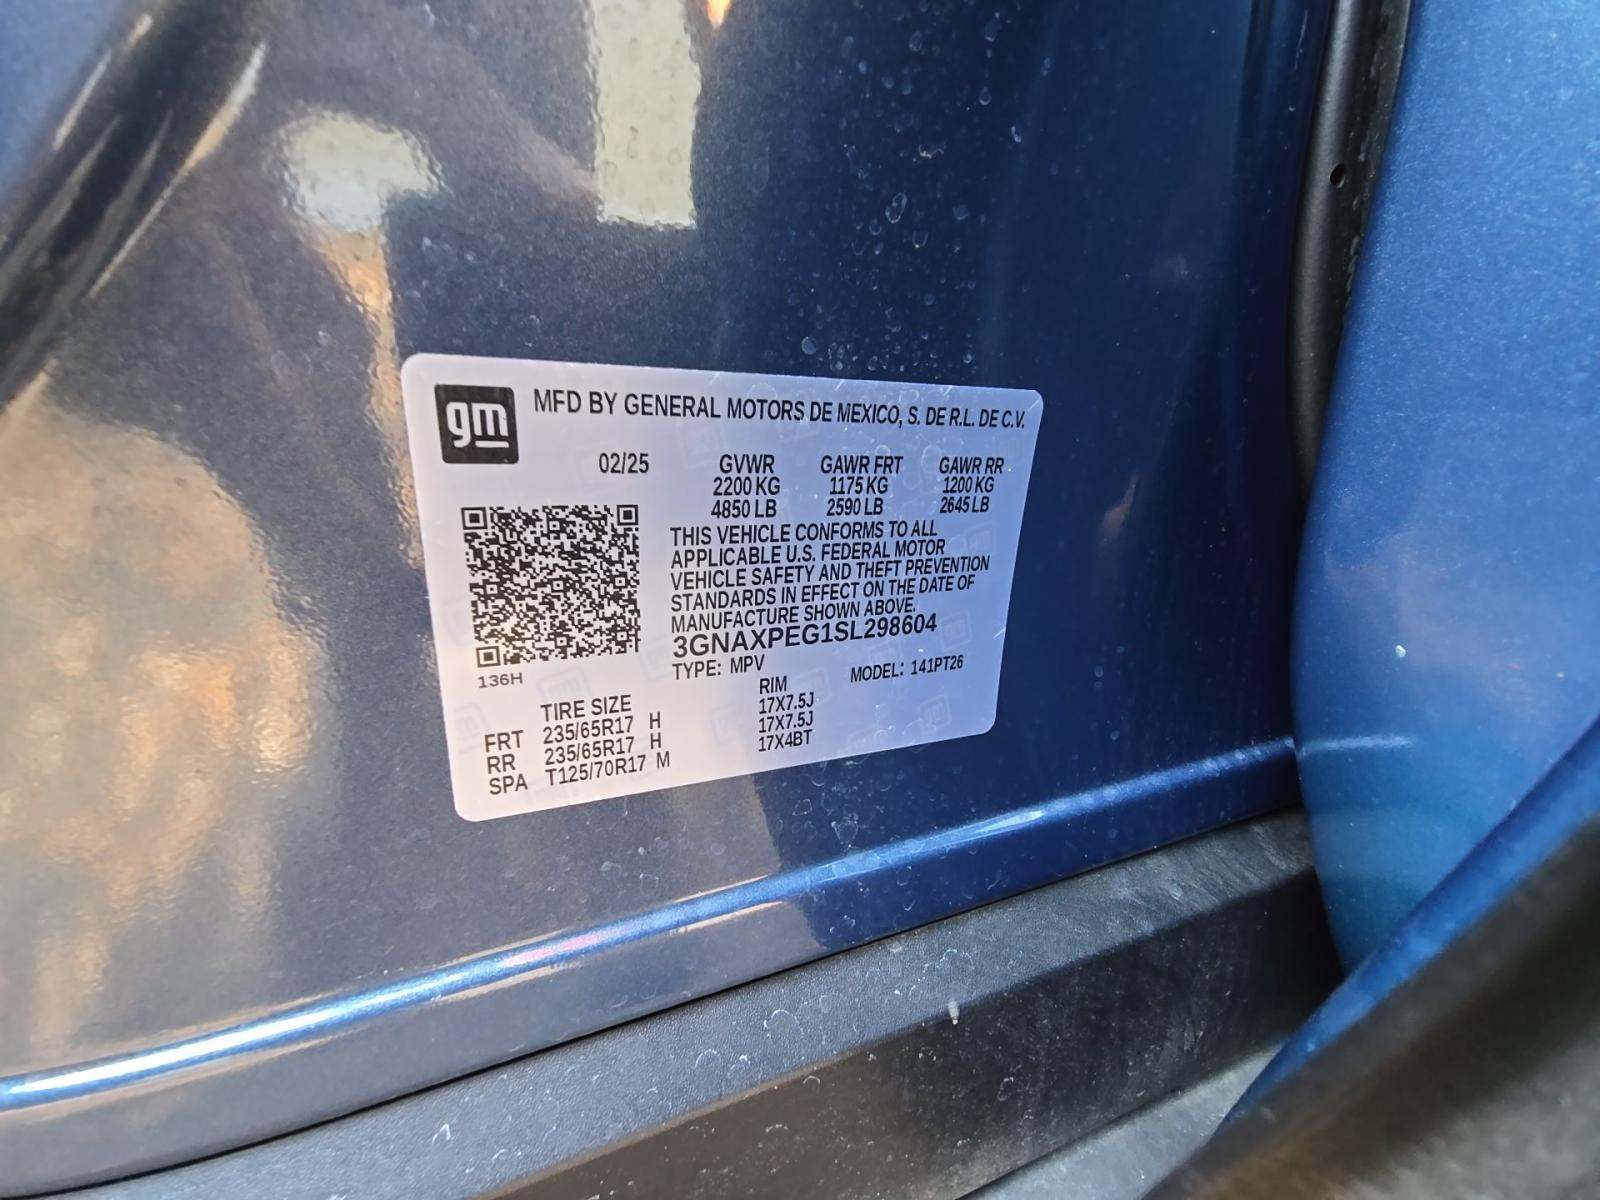 gm
MFD BY GENERAL MOTORS DE MEXICO, S. DE R.L. DE C.V.
02/25 GVWR GAWR FRT GAWR RR
2200 KG 1175 KG 1200 KG
4850 LB 2590 LB 2645 LB
THIS VEHICLE CONFORMS TO ALL
APPLICABLE U.S. FEDERAL MOTOR
VEHICLE SAFETY AND THEFT PREVENTION
STANDARDS IN EFFECT ON THE DATE OF
MANUFACTURE SHOWN ABOVE.
3GNAXPEG1SL298604
136H
TYPE: MPV MODEL: 141PT26
TIRE SIZE RIM
FRT 235/65R17 H 17X7.5J
RR 235/65R17 H 17X7.5J
SPA T125/70R17 M 17X4BT